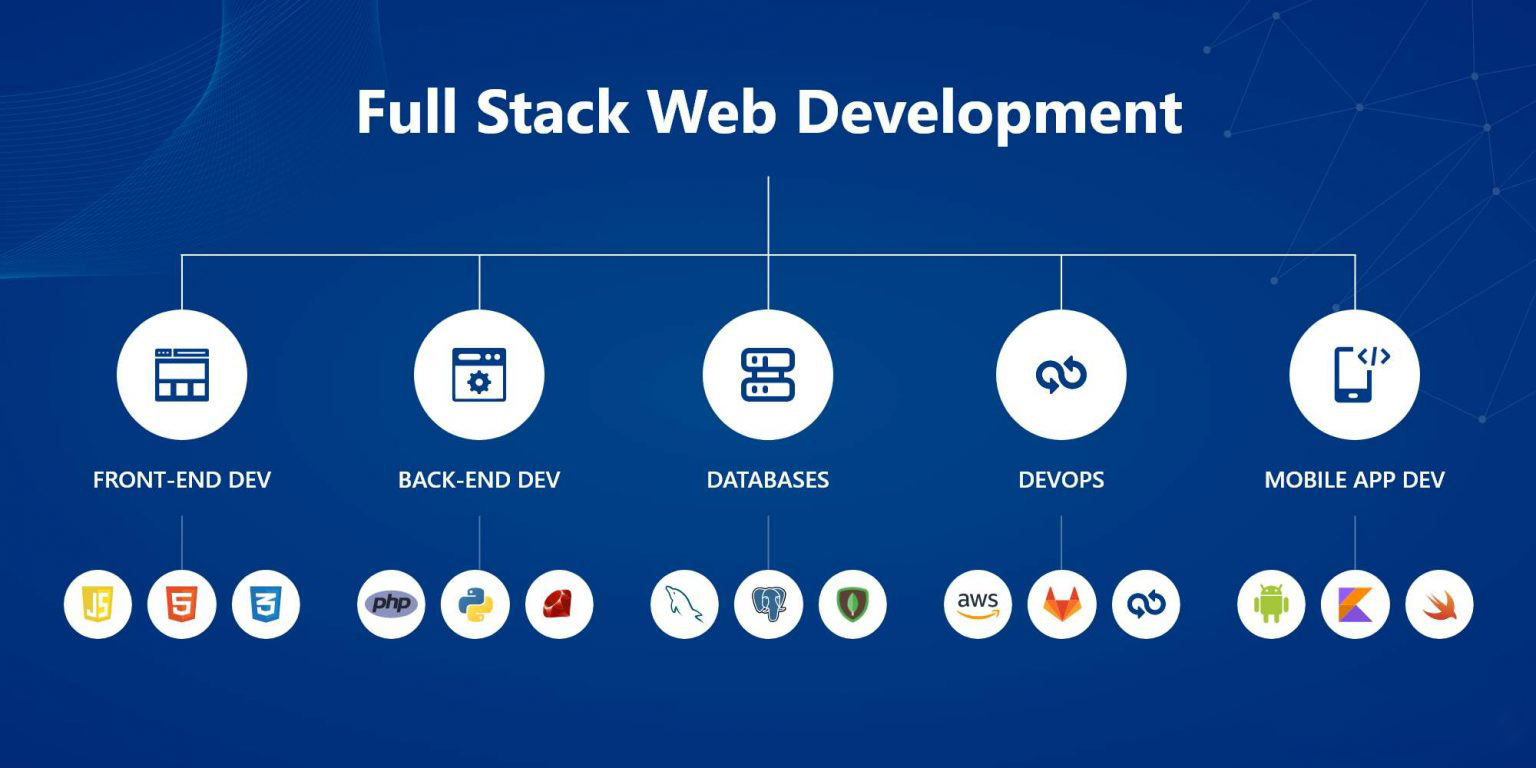 Full Stack Web Development
FRONT-END DEV
BACK-END DEV
DATABASES
DEVOPS
MOBILE APP DEV
JS
5
3
php
aws